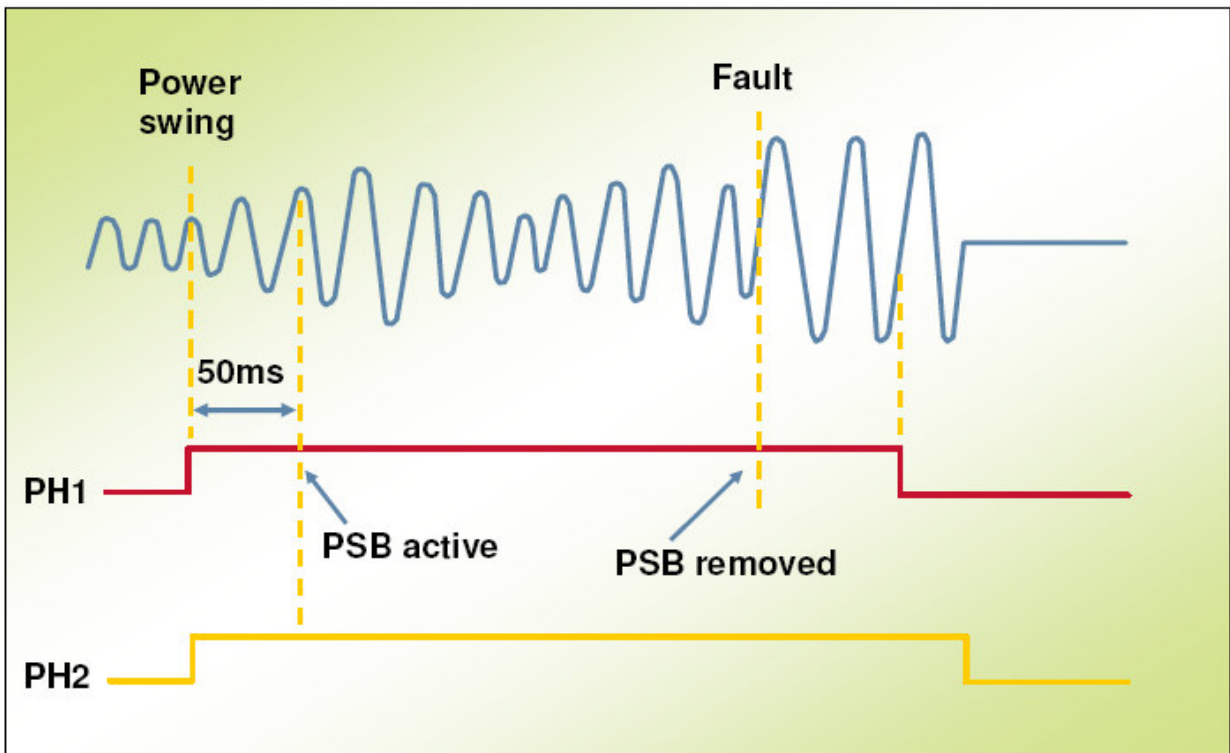 Power
swing
Fault
50ms
PH1
PSB active
PSB removed
PH2